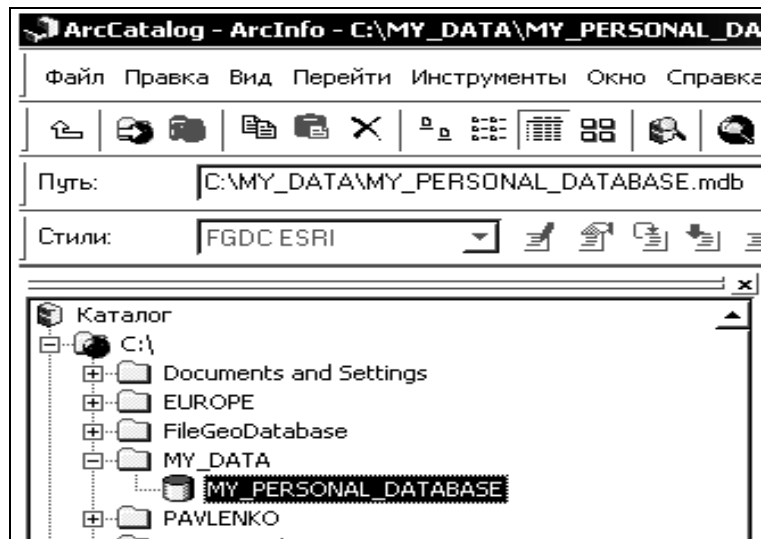 ArcCatalog - ArcInfo - C:\MY_DATA\MY_PERSONAL_DA
Файл Правка Вид Перейти Инструменты Окно Справка
Путь: C:\MY_DATA\MY_PERSONAL_DATABASE.mdb
Стили: FGDC ESRI
Каталог
C:\
Documents and Settings
EUROPE
FileGeoDatabase
MY_DATA
MY_PERSONAL_DATABASE
PAVLENKO